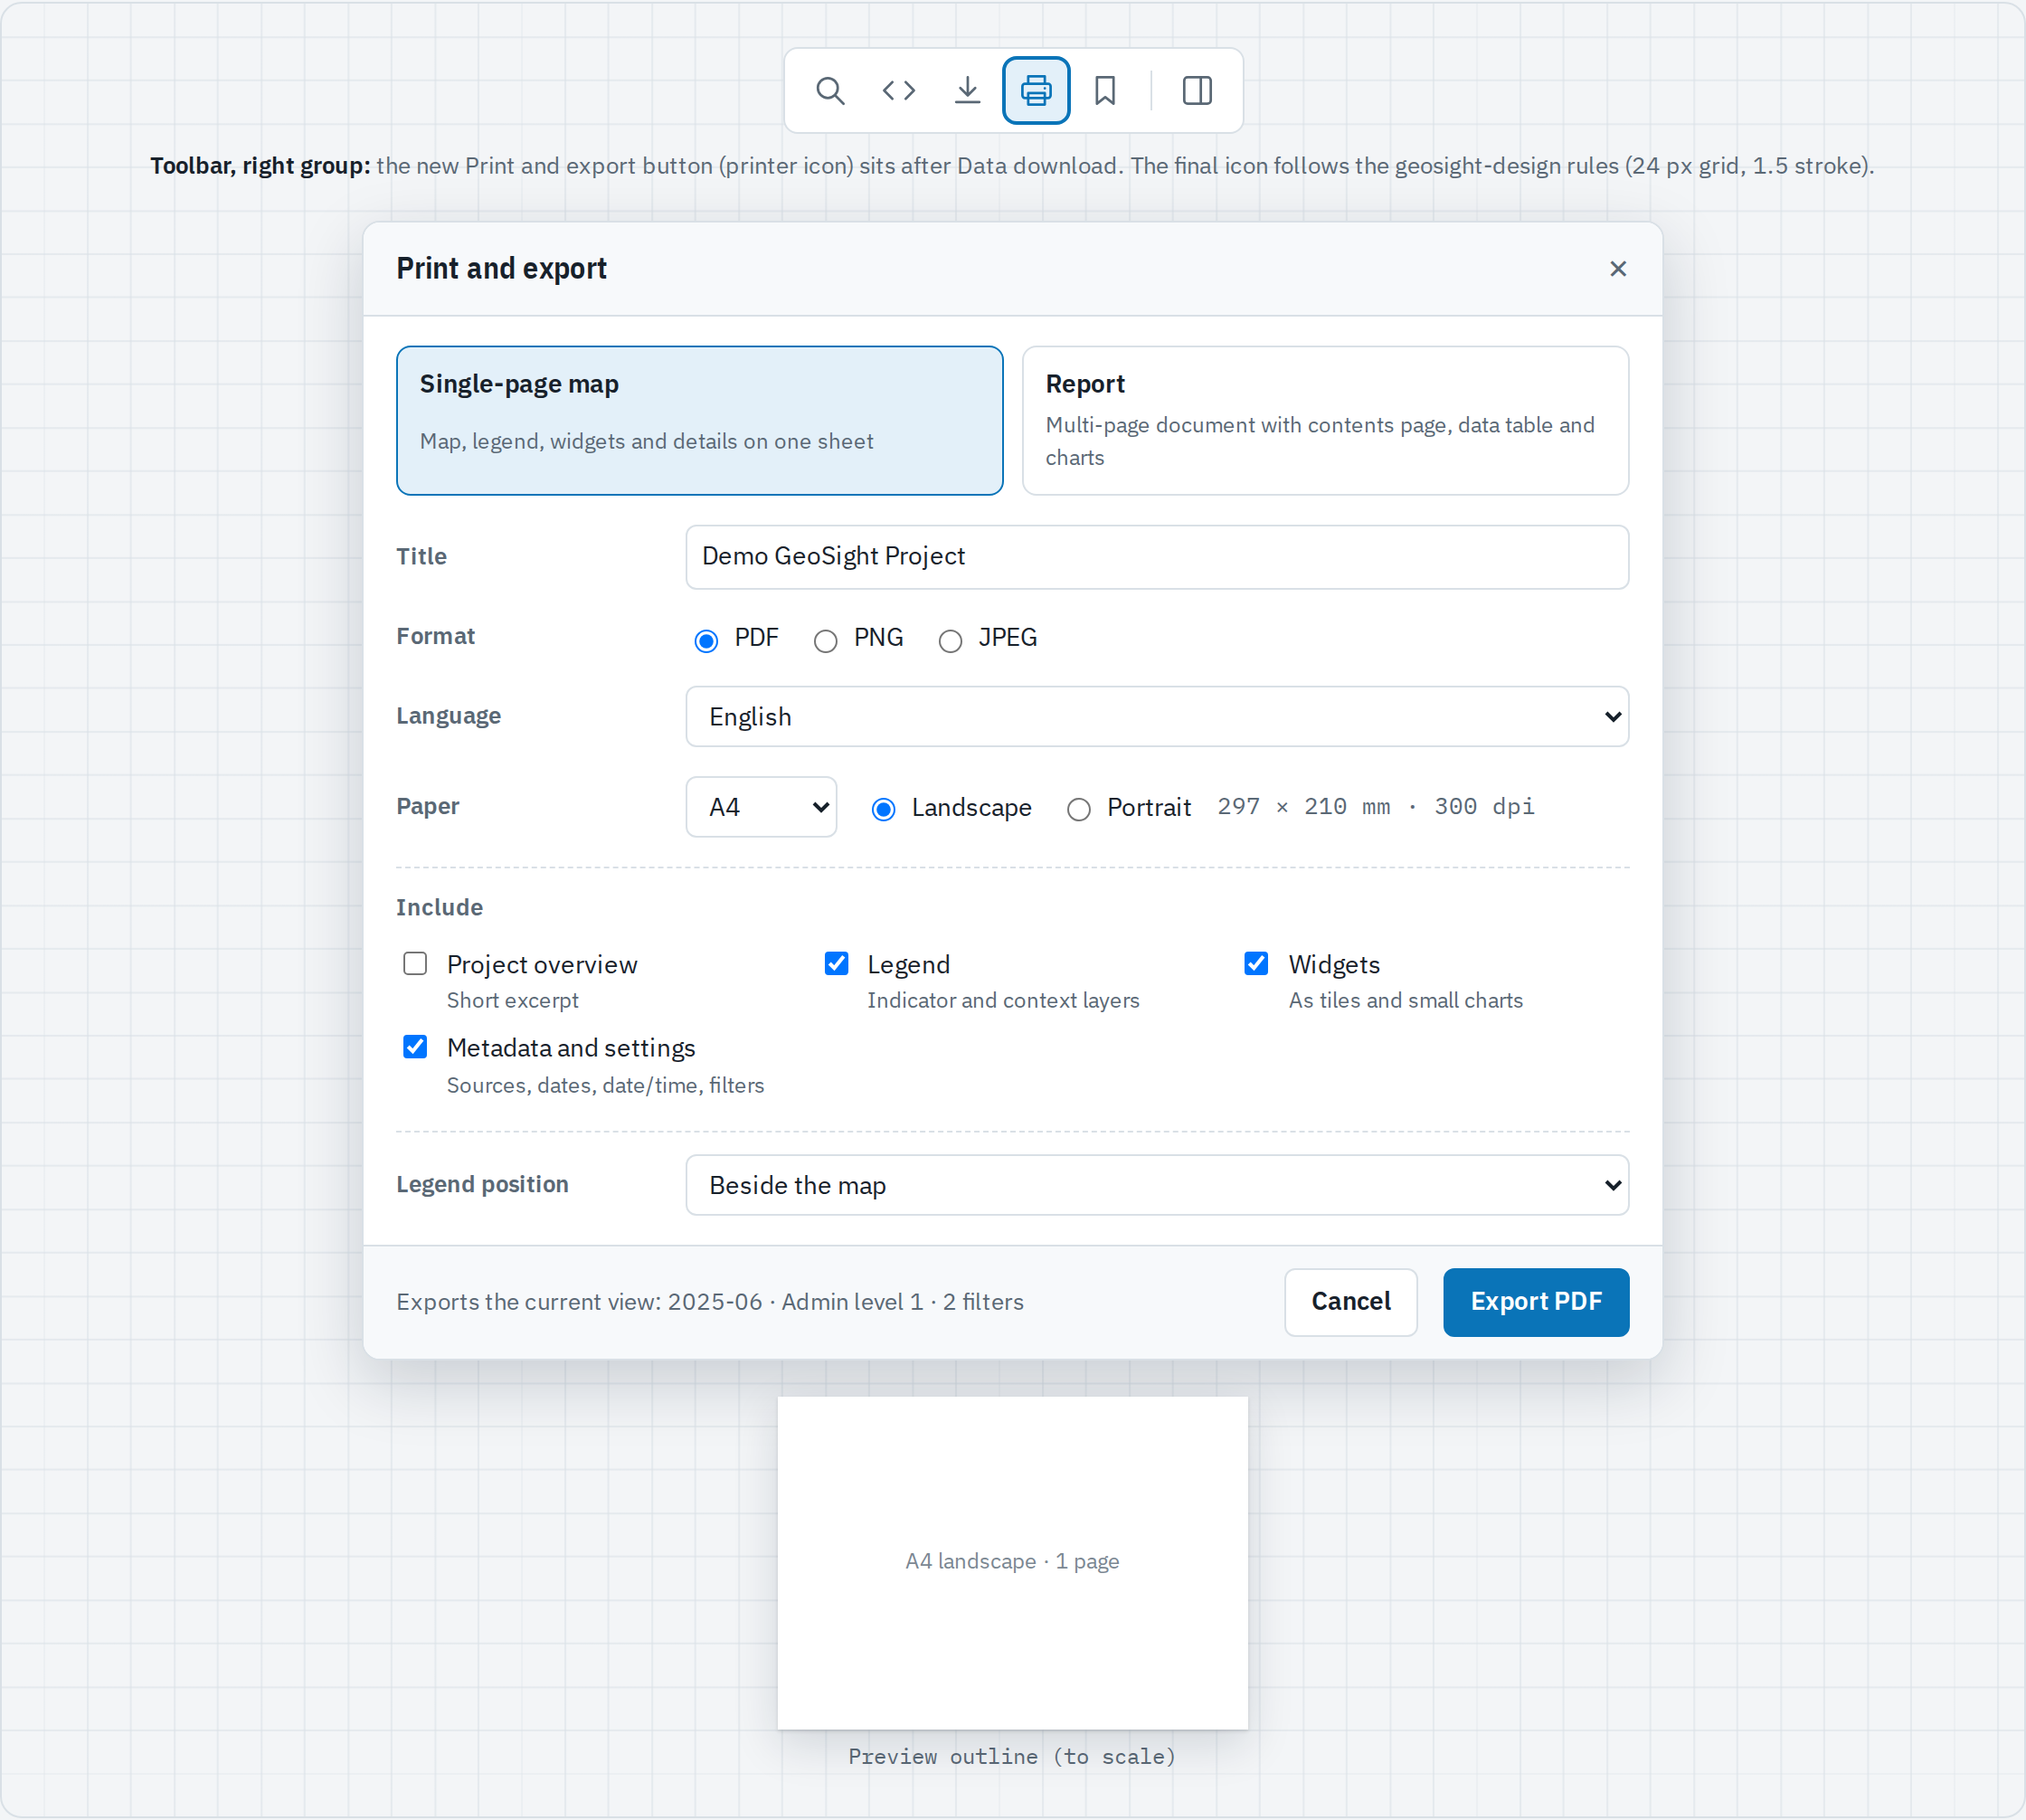 Toolbar, right group: the new Print and export button (printer icon) sits after Data download. The final icon follows the geosight-design rules (24 px grid, 1.5 stroke).
Print and export
Single-page map
Map, legend, widgets and details on one sheet
Report
Multi-page document with contents page, data table and
charts
Title
Demo GeoSight Project
Format
PDF
PNG
JPEG
Language
English
Paper
A4
Landscape
Portrait
297 × 210 mm · 300 dpi
Include
Project overview
Short excerpt
Legend
Indicator and context layers
Widgets
As tiles and small charts
Metadata and settings
Sources, dates, date/time, filters
Legend position
Beside the map
Exports the current view: 2025-06 · Admin level 1 · 2 filters
Cancel
Export PDF
A4 landscape · 1 page
Preview outline (to scale)